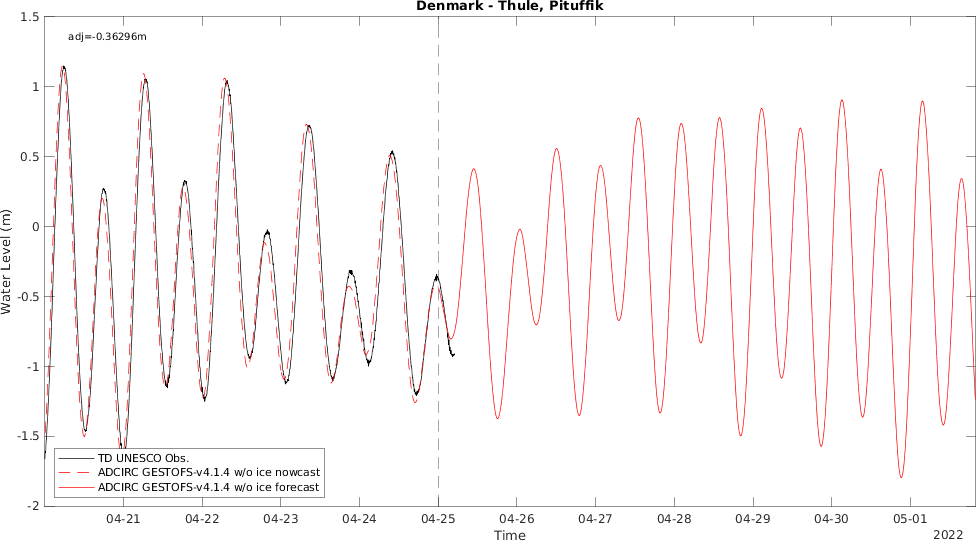 Denmark - Thule, Pituffik
adj=-0.36296m
Water Level (m)
1.5
1
0.5
0
-0.5
-1
-1.5
-2
TD UNESCO Obs.
ADCIRC GESTOFS-v4.1.4 w/o ice nowcast
ADCIRC GESTOFS-v4.1.4 w/o ice forecast
04-21 04-22 04-23 04-24 04-25 04-26 04-27 04-28 04-29 04-30 05-01
Time
2022